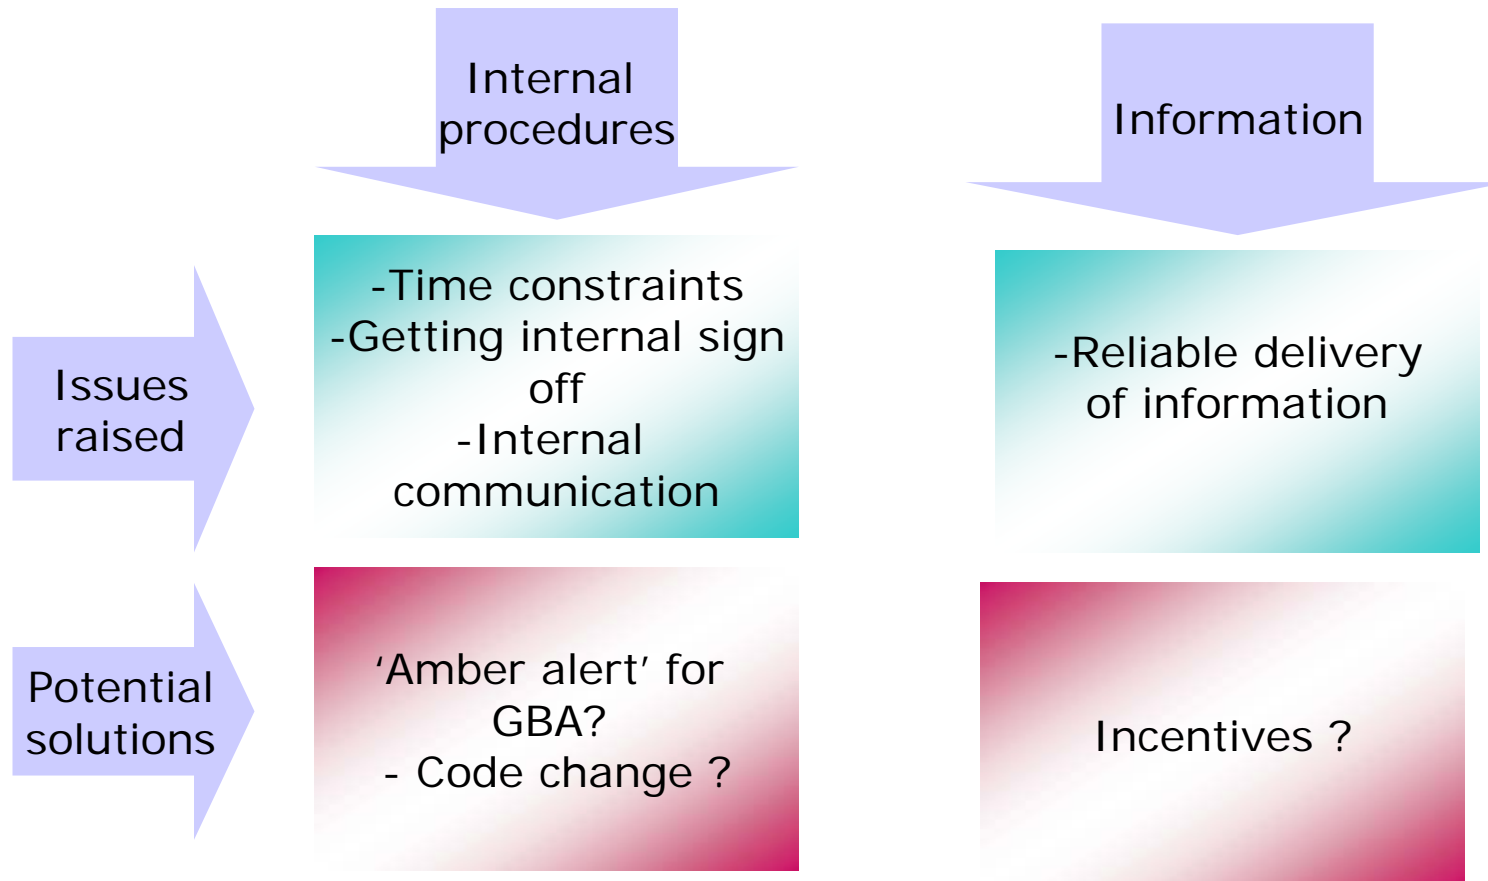 Internal
procedures
Information
Issues
raised
-Time constraints
-Getting internal sign
off
-Internal
communication
-Reliable delivery
of information
Potential
solutions
‘Amber alert’ for
GBA?
- Code change ?
Incentives ?